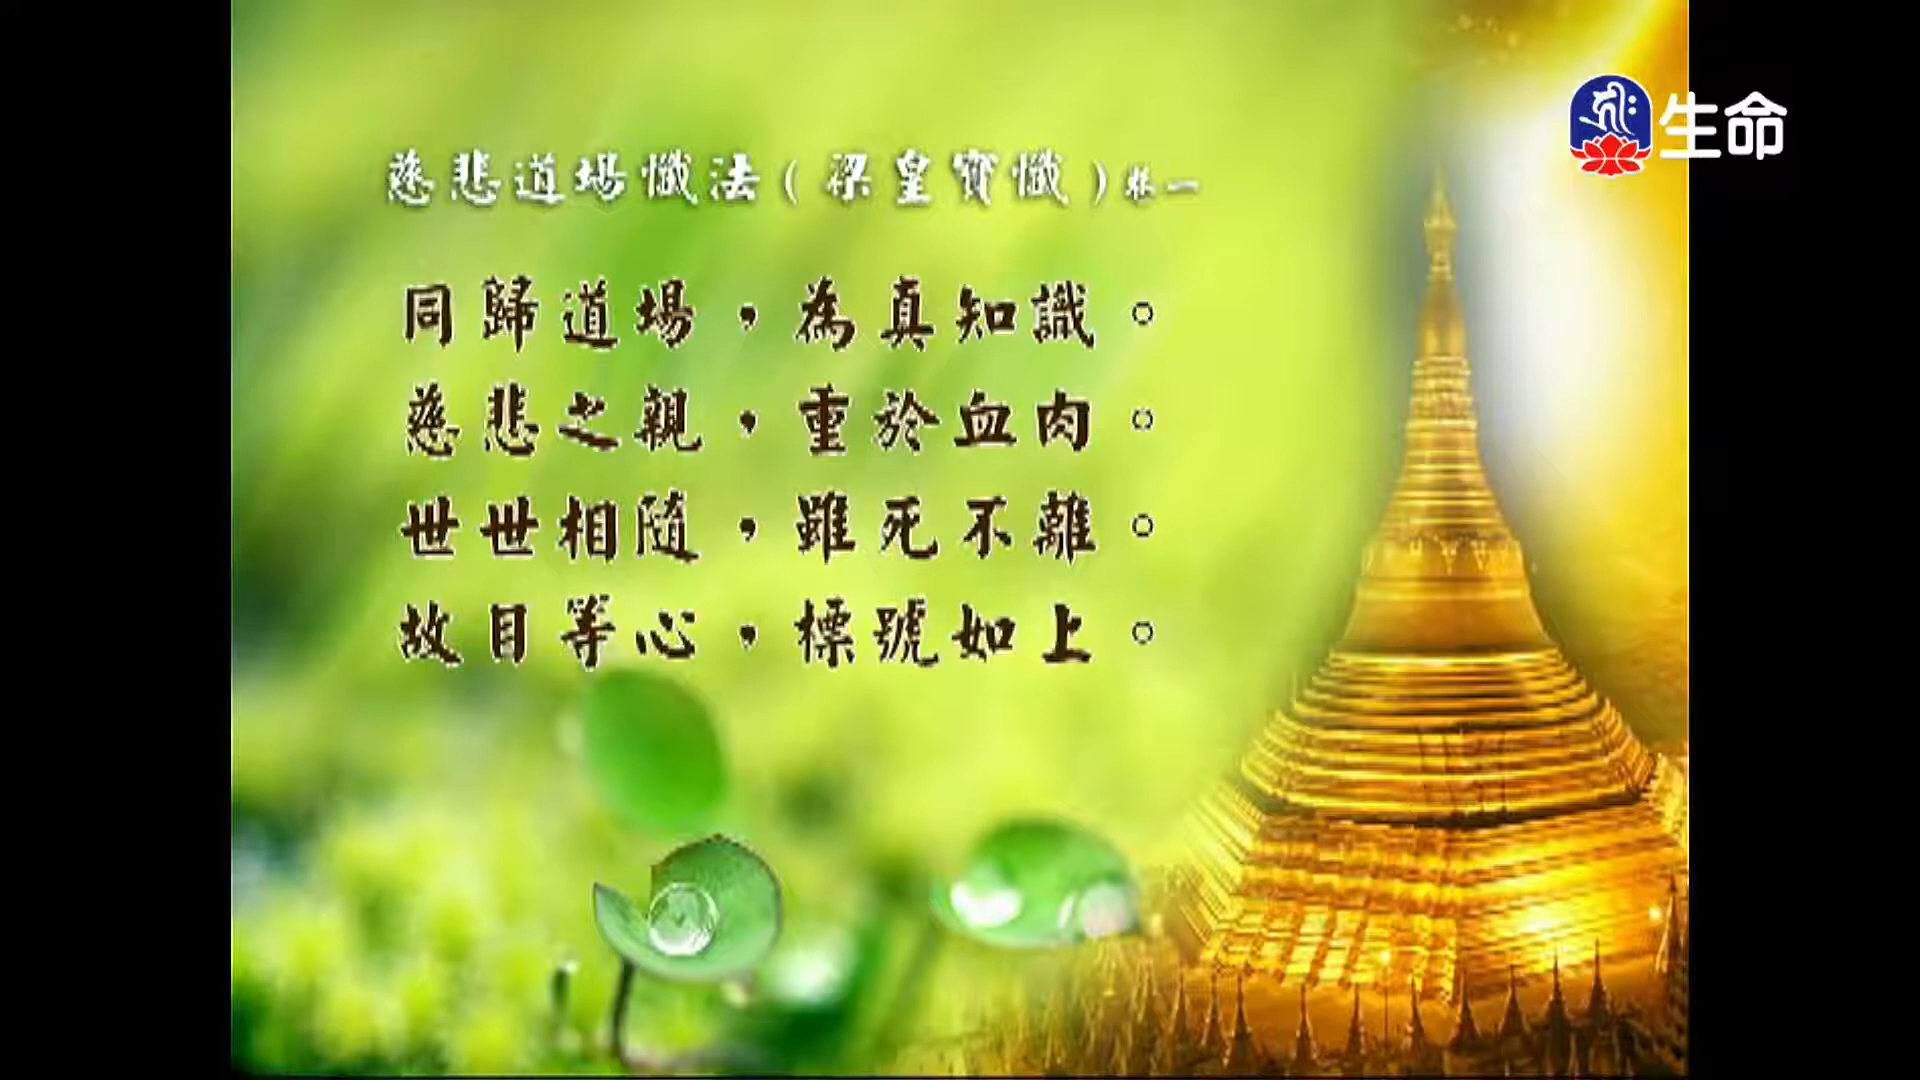 生命
慈悲道場懺法(梁皇寶懺)卷一
同歸道場,為真知識。
慈悲之親,重於血肉。
世世相隨,雖死不離。
故目等心,標號如上。